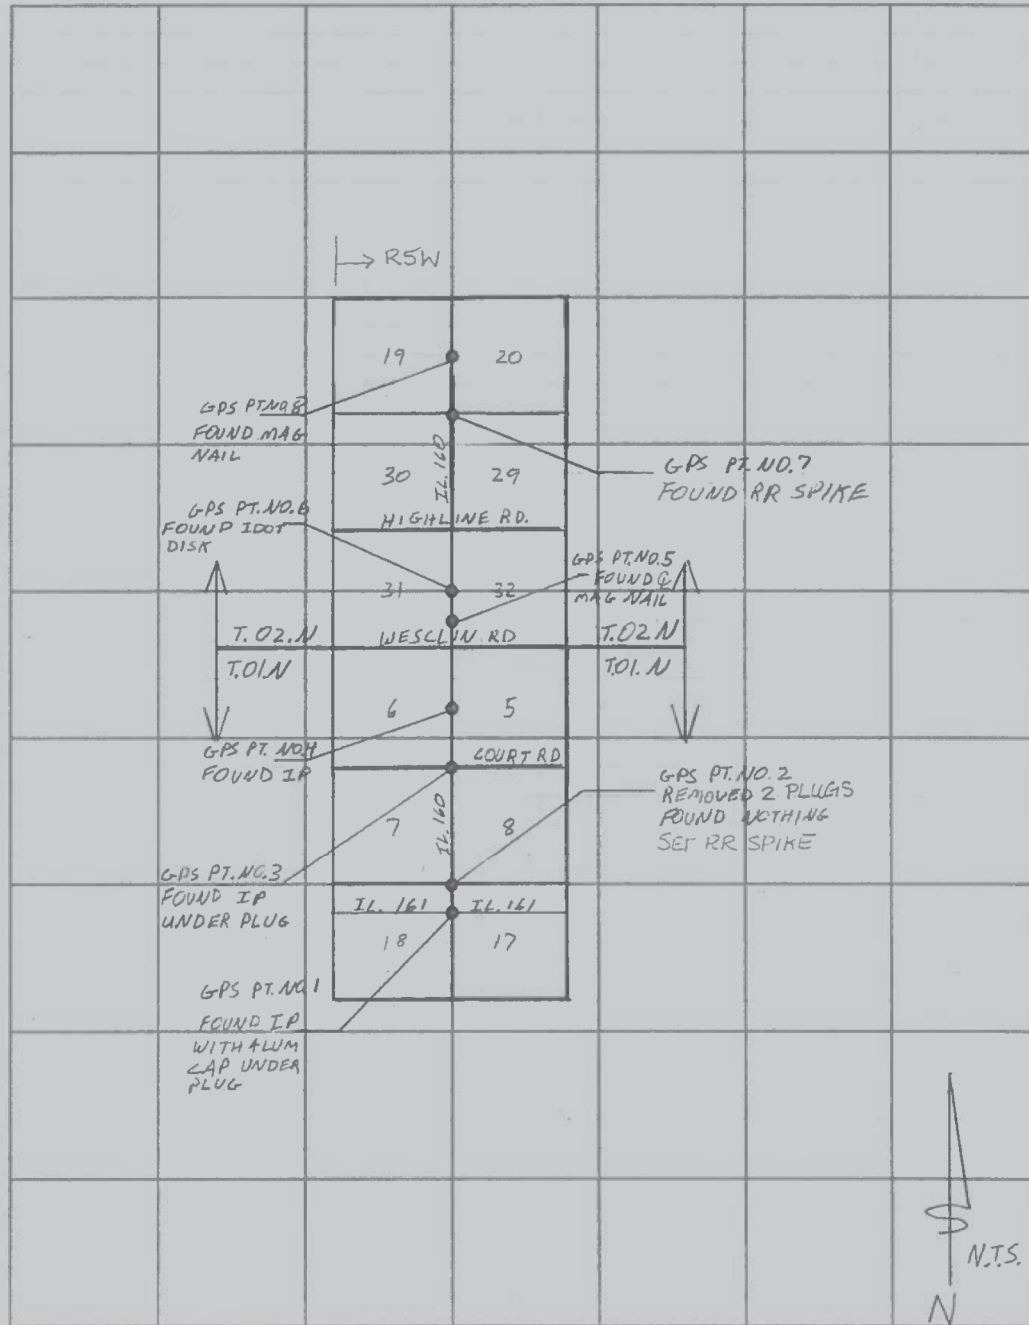 R5W
19
20
GPS PT.NO.8
FOUND MAG
NAIL
IL.160
GPS PT. NO.7
FOUND RR SPIKE
30
29
GPS PT.NO.6
FOUND IDOT
DISK
HIGHLINE RD.
GPS PT.NO.5
FOUND ℄
MAG NAIL
31
32
T.02.N
WESCLIN RD
T.02N
T.01.N
T.01.N
6
5
GPS PT. NO.4
FOUND IP
COURT RD
GPS PT. NO. 2
REMOVED 2 PLUGS
FOUND NOTHING
SET RR SPIKE
IL.160
7
8
GPS PT.NO.3
FOUND IP
UNDER PLUG
IL. 161
IL.161
18
17
GPS PT.NO.1
FOUND IP
WITH ALUM
CAP UNDER
PLUG
N.T.S.
N